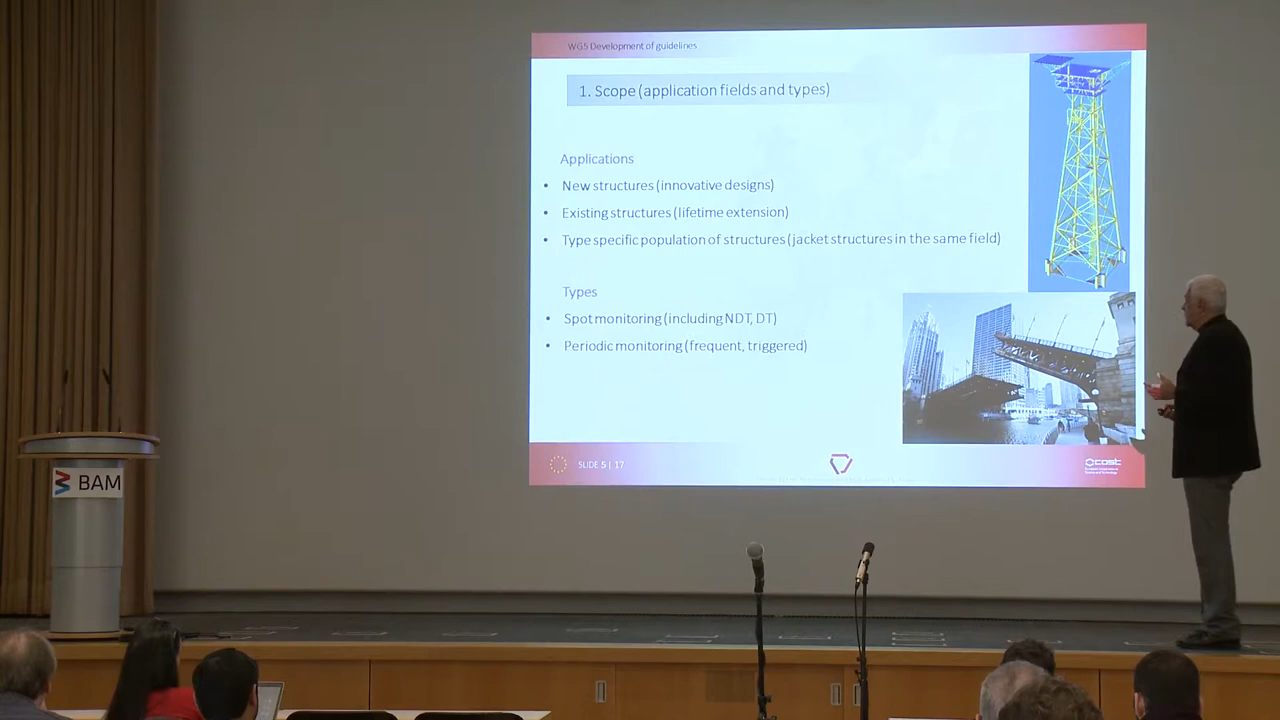 WG5 Development of guidelines
1. Scope (application fields and types)
Applications
• New structures (innovative designs)
• Existing structures (lifetime extension)
• Type specific population of structures (jacket structures in the same field)
Types
• Spot monitoring (including NDT, DT)
• Periodic monitoring (frequent, triggered)
SLIDE 5 | 17
cost
BAM